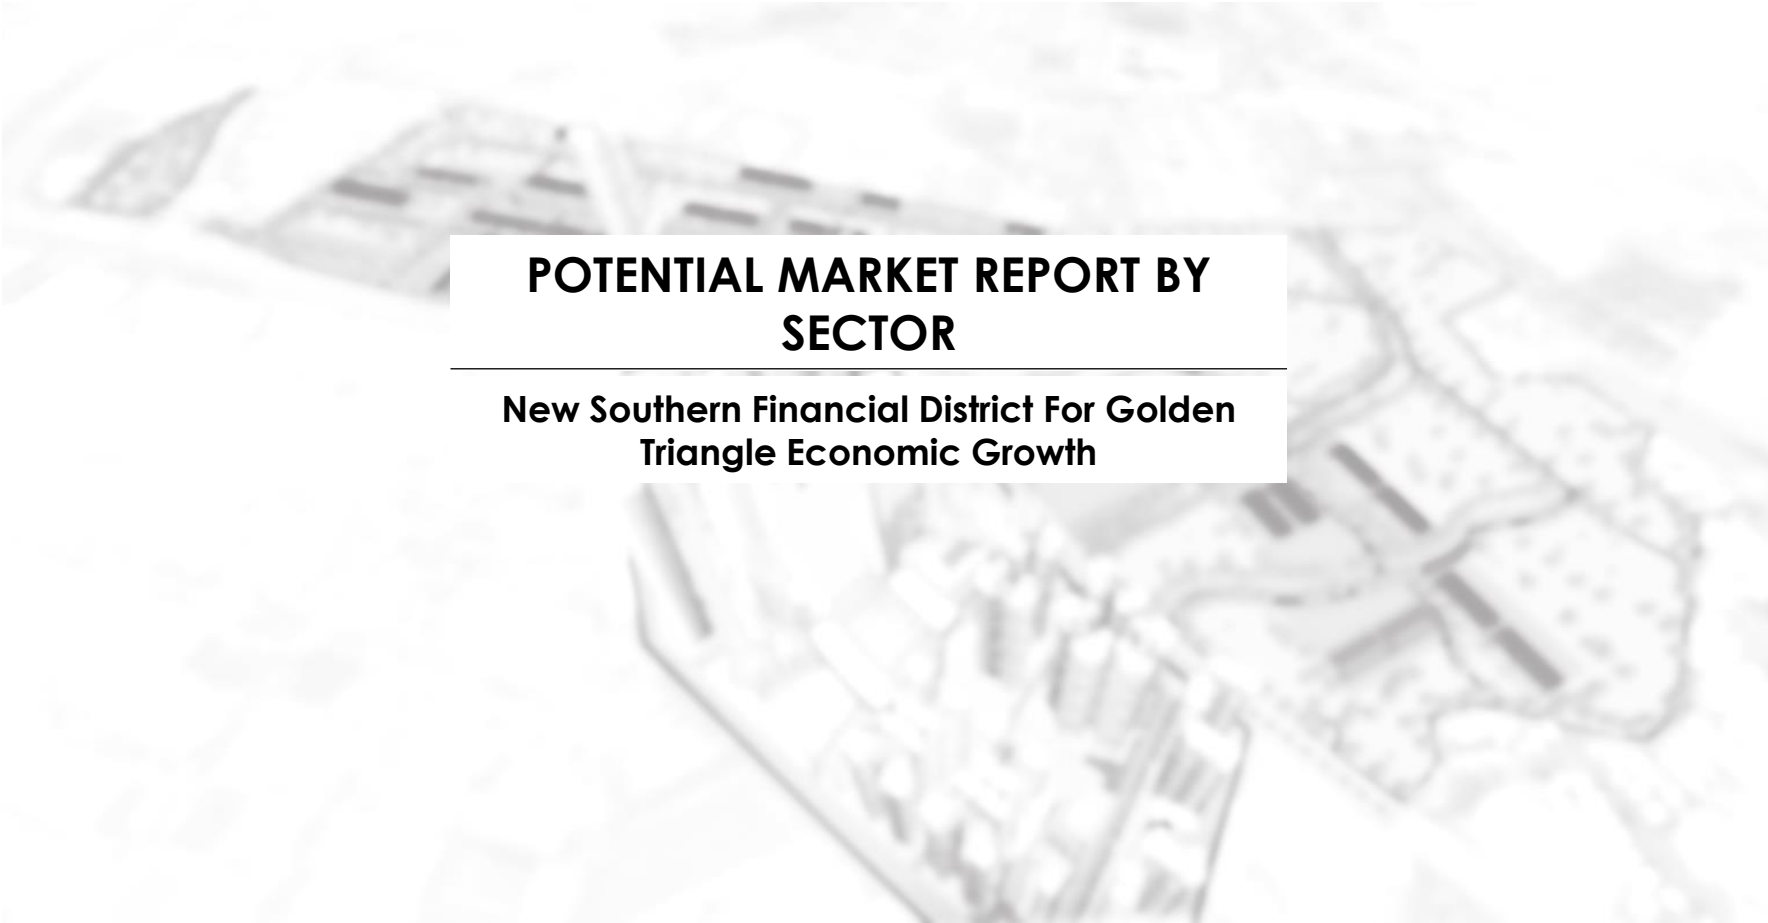 POTENTIAL MARKET REPORT BY
SECTOR
New Southern Financial District For Golden
Triangle Economic Growth